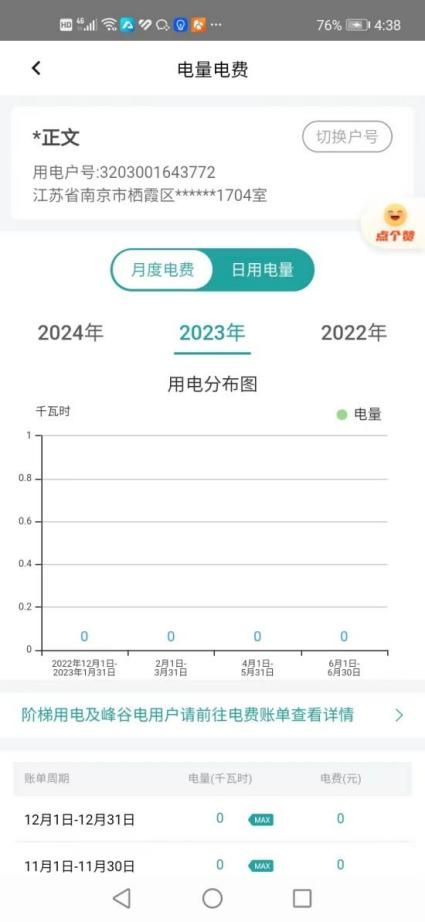 HD 4G 76% 4:38
电量电费
*正文
切换户号
用电户号:3203001643772
江苏省南京市栖霞区******1704室
点个赞
月度电费 日用电量
2024年 2023年 2022年
用电分布图
千瓦时 电量
1
0.8
0.6
0.4
0.2
0
0 0 0 0
2022年12月1日- 2月1日- 4月1日- 6月1日-
2023年1月31日 3月31日 5月31日 6月30日
阶梯用电及峰谷电用户请前往电费账单查看详情
账单周期 电量(千瓦时) 电费(元)
12月1日-12月31日 0 MAX 0
11月1日-11月30日 0 MAX 0